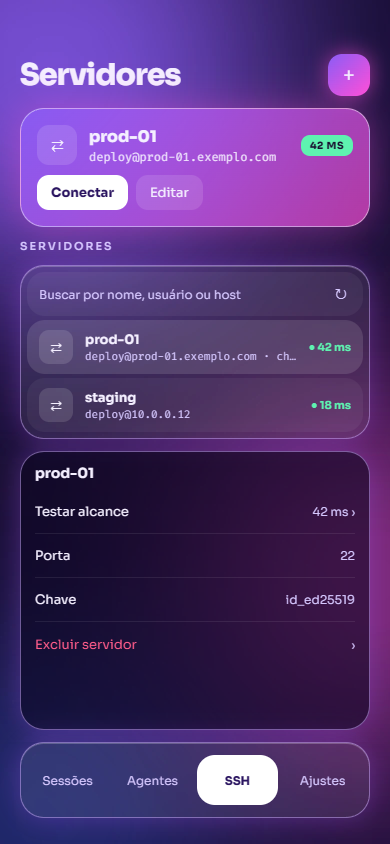 Servidores
+
prod-01
deploy@prod-01.exemplo.com
42 MS
Conectar
Editar
SERVIDORES
Buscar por nome, usuário ou host
prod-01
deploy@prod-01.exemplo.com · ch…
42 ms
staging
deploy@10.0.0.12
18 ms
prod-01
Testar alcance
42 ms ›
Porta
22
Chave
id_ed25519
Excluir servidor
›
Sessões
Agentes
SSH
Ajustes